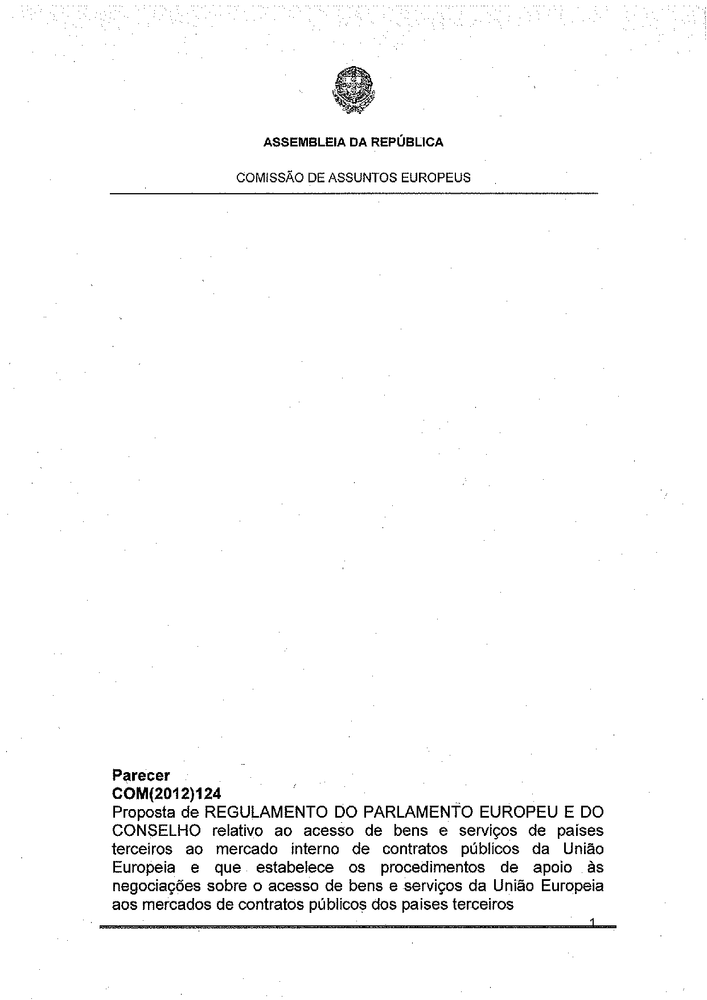 ASSEMBLEIA DA REPÚBLICA
COMISSÃO DE ASSUNTOS EUROPEUS
Parecer
COM(2012)124
Proposta de REGULAMENTO DO PARLAMENTO EUROPEU E DO
CONSELHO relativo ao acesso de bens e serviços de países
terceiros ao mercado interno de contratos públicos da União
Europeia e que estabelece os procedimentos de apoio às
negociações sobre o acesso de bens e serviços da União Europeia
aos mercados de contratos públicos dos países terceiros
1